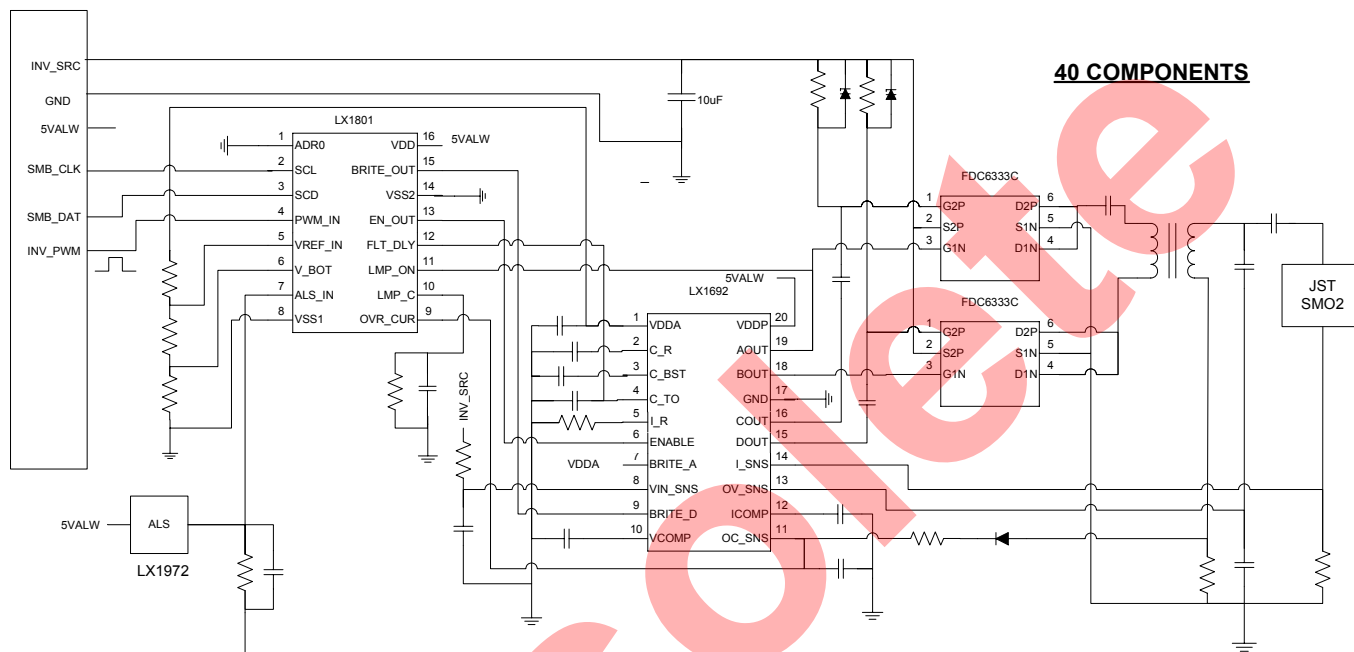 40 COMPONENTS
INV_SRC
GND
5VALW
SMB_CLK
SMB_DAT
INV_PWM
10uF
LX1801
1 ADR0 VDD 16 5VALW
2 SCL BRITE_OUT 15
3 SCD VSS2 14
4 PWM_IN EN_OUT 13
5 VREF_IN FLT_DLY 12
6 V_BOT LMP_ON 11
7 ALS_IN LMP_C 10
8 VSS1 OVR_CUR 9
FDC6333C
1 G2P D2P 6
2 S2P S1N 5
3 G1N D1N 4
FDC6333C
1 G2P D2P 6
2 S2P S1N 5
3 G1N D1N 4
JST
SMO2
5VALW
LX1692
1 VDDA VDDP 20
2 C_R AOUT 19
3 C_BST BOUT 18
4 C_TO GND 17
5 I_R COUT 16
6 ENABLE DOUT 15
VDDA 7 BRITE_A I_SNS 14
8 VIN_SNS OV_SNS 13
9 BRITE_D ICOMP 12
10 VCOMP OC_SNS 11
INV_SRC
5VALW ALS
LX1972
olete